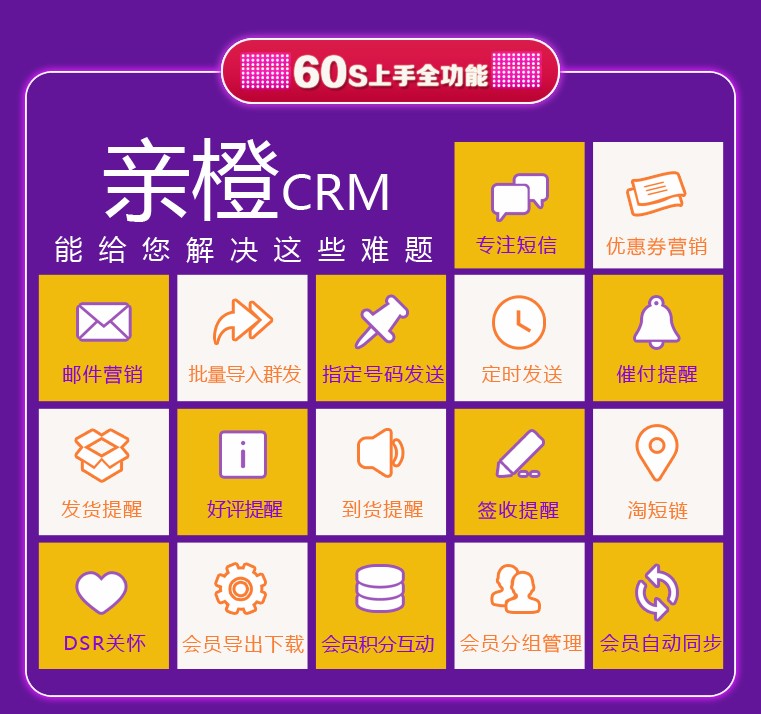 60S上手全功能
亲橙CRM
能给您解决这些难题
专注短信
优惠券营销
邮件营销
批量导入群发
指定号码发送
定时发送
催付提醒
发货提醒
好评提醒
到货提醒
签收提醒
淘短链
DSR关怀
会员导出下载
会员积分互动
会员分组管理
会员自动同步